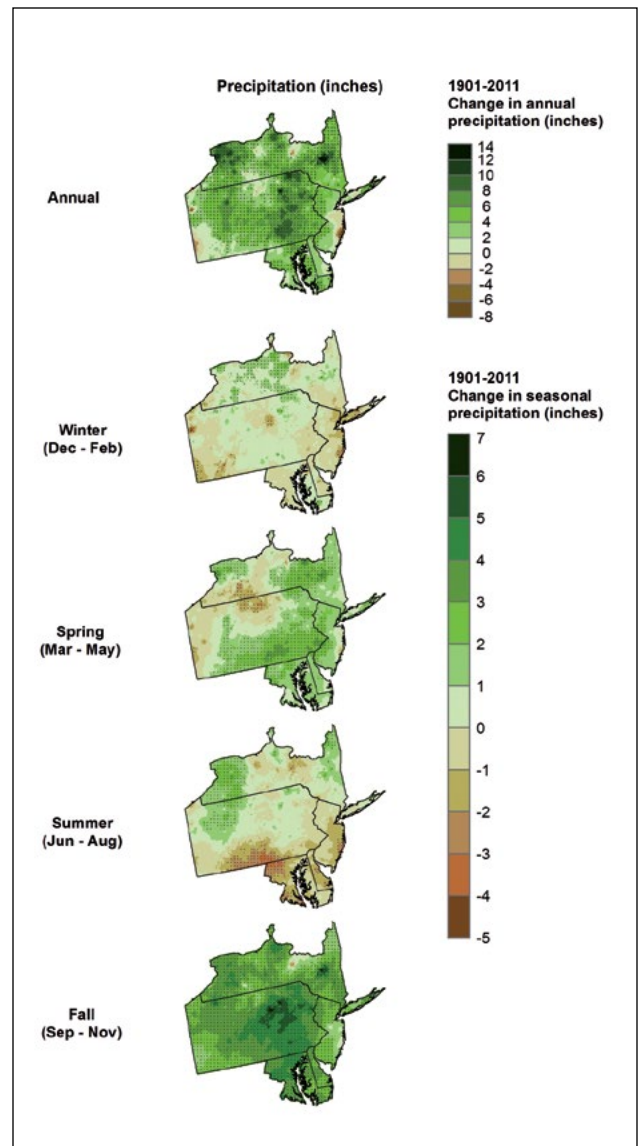 Precipitation (inches)
1901-2011
Change in annual
precipitation (inches)
14
12
10
8
6
4
2
0
-2
-4
-6
-8
Annual
1901-2011
Change in seasonal
precipitation (inches)
7
6
5
4
3
2
1
0
-1
-2
-3
-4
-5
Winter
(Dec - Feb)
Spring
(Mar - May)
Summer
(Jun - Aug)
Fall
(Sep - Nov)